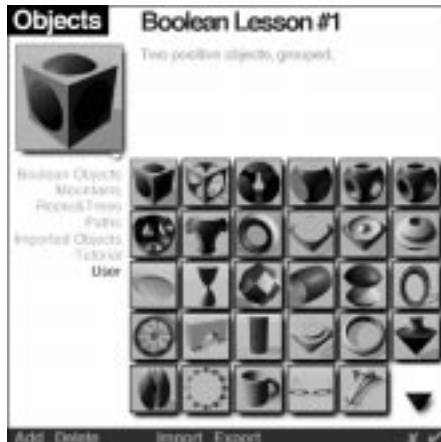 Objects
Boolean Lesson #1
Two positive objects, grouped.
Boolean Objects
Mountains
Rocks&Trees
Paths
Imported Objects
Tutorial
User
Add Delete Import Export